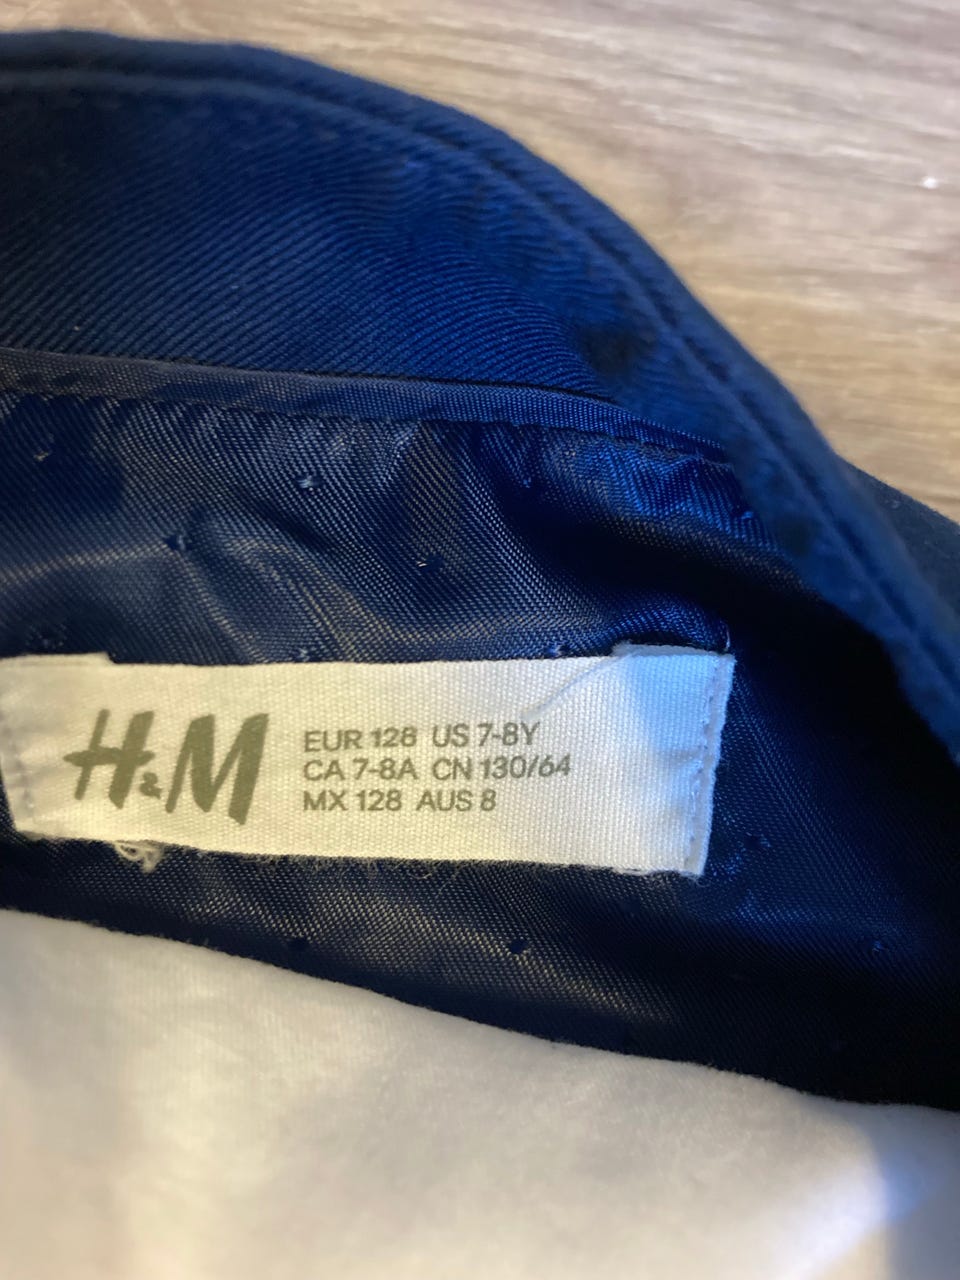 H&M
EUR 128 US 7-8Y
CA 7-8A CN 130/64
MX 128 AUS 8